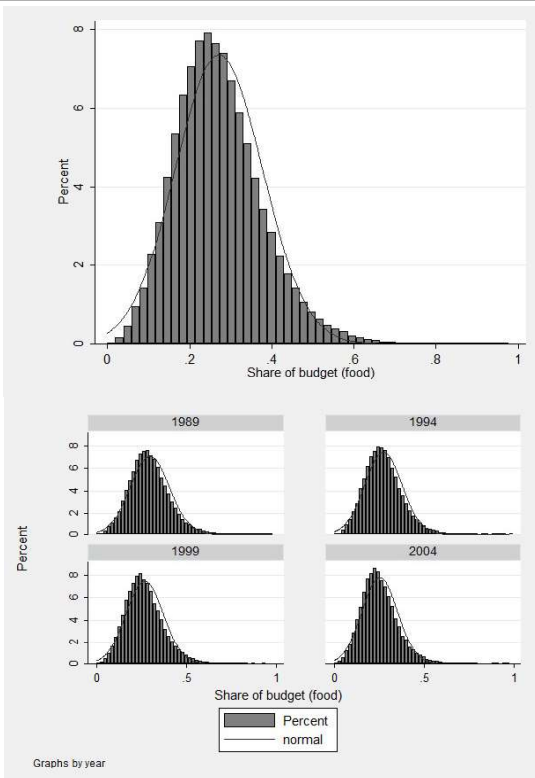 8
6
Percent
4
2
0
0 .2 .4 .6 .8 1
Share of budget (food)
1989 1994
8
6
4
2
0
Percent
1999 2004
8
6
4
2
0
0 .5 1 0 .5 1
Share of budget (food)
Percent
normal
Graphs by year